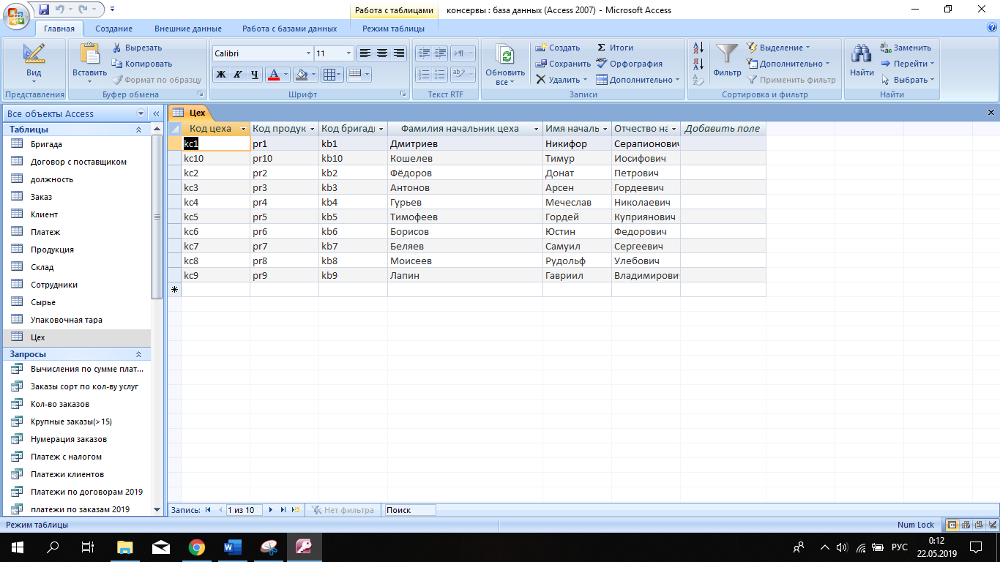 Работа с таблицами консервы : база данных (Access 2007) - Microsoft Access
Главная Создание Внешние данные Работа с базами данных Режим таблицы
Вид
Представления
Вставить
Вырезать
Копировать
Формат по образцу
Буфер обмена
Calibri 11
Ж К Ч
Шрифт
Текст RTF
Обновить все
Создать
Сохранить
Удалить
Итоги
Орфография
Дополнительно
Записи
Фильтр
Выделение
Дополнительно
Применить фильтр
Сортировка и фильтр
Найти
Заменить
Перейти
Выбрать
Найти
Все объекты Access
Таблицы
Бригада
Договор с поставщиком
должность
Заказ
Клиент
Платеж
Продукция
Склад
Сотрудники
Сырье
Упаковочная тара
Цех
Запросы
Вычисления по сумме плат...
Заказы сорт по кол-ву услуг
Кол-во заказов
Крупные заказы(>15)
Нумерация заказов
Платеж с налогом
Платежи клиентов
Платежи по договорам 2019
платежи по заказам 2019
Цех
Код цеха Код продук Код бригад Фамилия начальник цеха Имя началь Отчество на Добавить поле
kc1 pr1 kb1 Дмитриев Никифор Серапионович
kc10 pr10 kb10 Кошелев Тимур Иосифович
kc2 pr2 kb2 Фёдоров Донат Петрович
kc3 pr3 kb3 Антонов Арсен Гордеевич
kc4 pr4 kb4 Гурьев Мечеслав Николаевич
kc5 pr5 kb5 Тимофеев Гордей Куприянович
kc6 pr6 kb6 Борисов Юстин Федорович
kc7 pr7 kb7 Беляев Самуил Сергеевич
kc8 pr8 kb8 Моисеев Рудольф Улебович
kc9 pr9 kb9 Лапин Гавриил Владимирович
Запись: 1 из 10 Нет фильтра Поиск
Режим таблицы Num Lock
РУС 0:12
22.05.2019